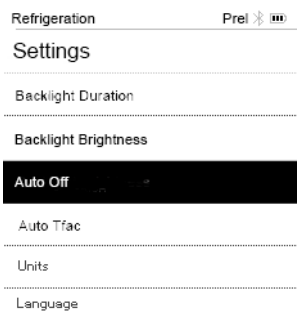 Refrigeration Prel
Settings
Backlight Duration
Backlight Brightness
Auto Off
Auto Tfac
Units
Language